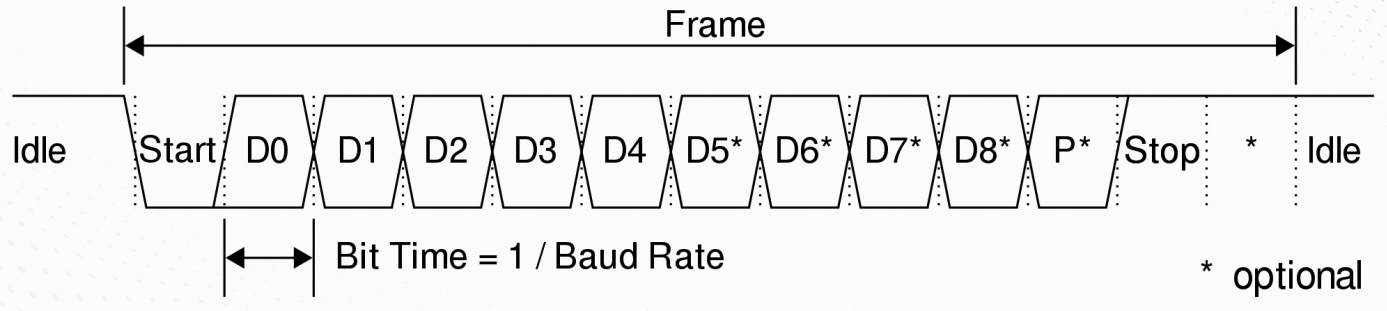 Frame
Idle Start D0 D1 D2 D3 D4 D5* D6* D7* D8* P* Stop * Idle
Bit Time = 1 / Baud Rate
* optional